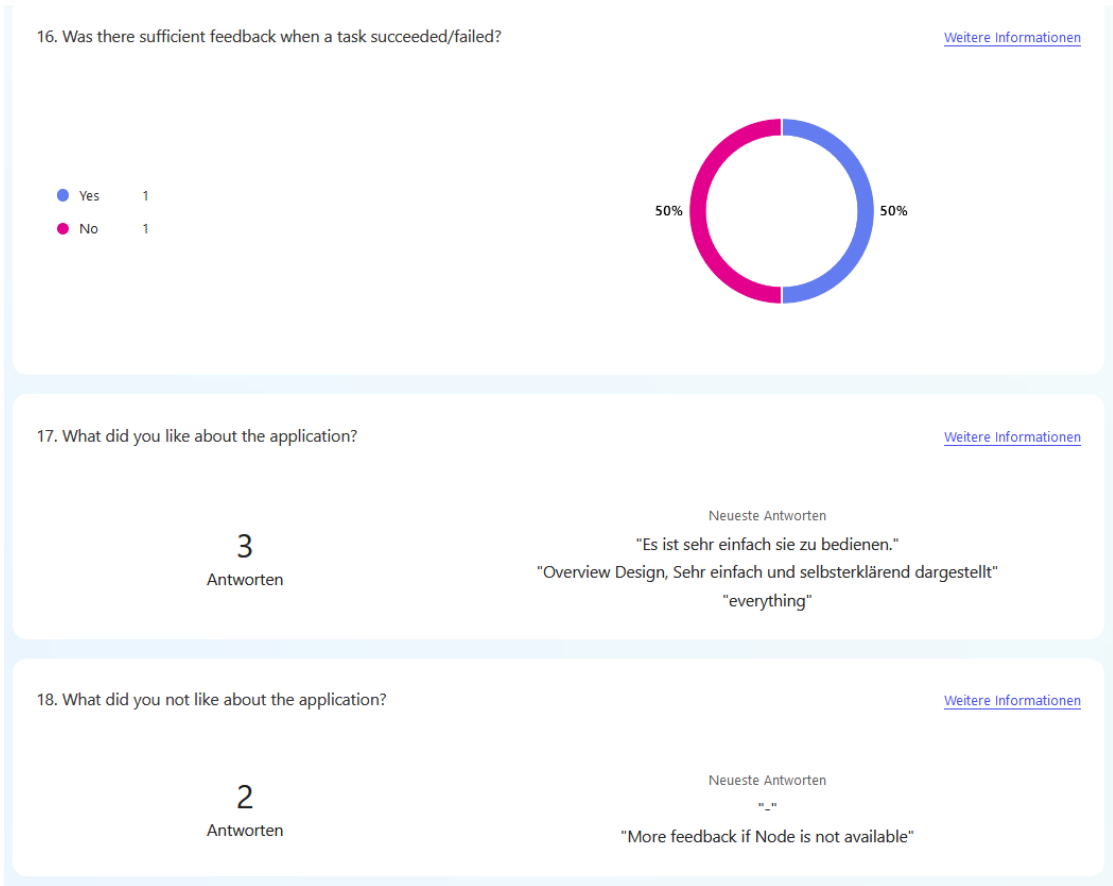 16. Was there sufficient feedback when a task succeeded/failed?
Weitere Informationen
Yes 1
No 1
50%
50%
17. What did you like about the application?
Weitere Informationen
3
Antworten
Neueste Antworten
"Es ist sehr einfach sie zu bedienen."
"Overview Design, Sehr einfach und selbsterklärend dargestellt"
"everything"
18. What did you not like about the application?
Weitere Informationen
2
Antworten
Neueste Antworten
"-"
"More feedback if Node is not available"